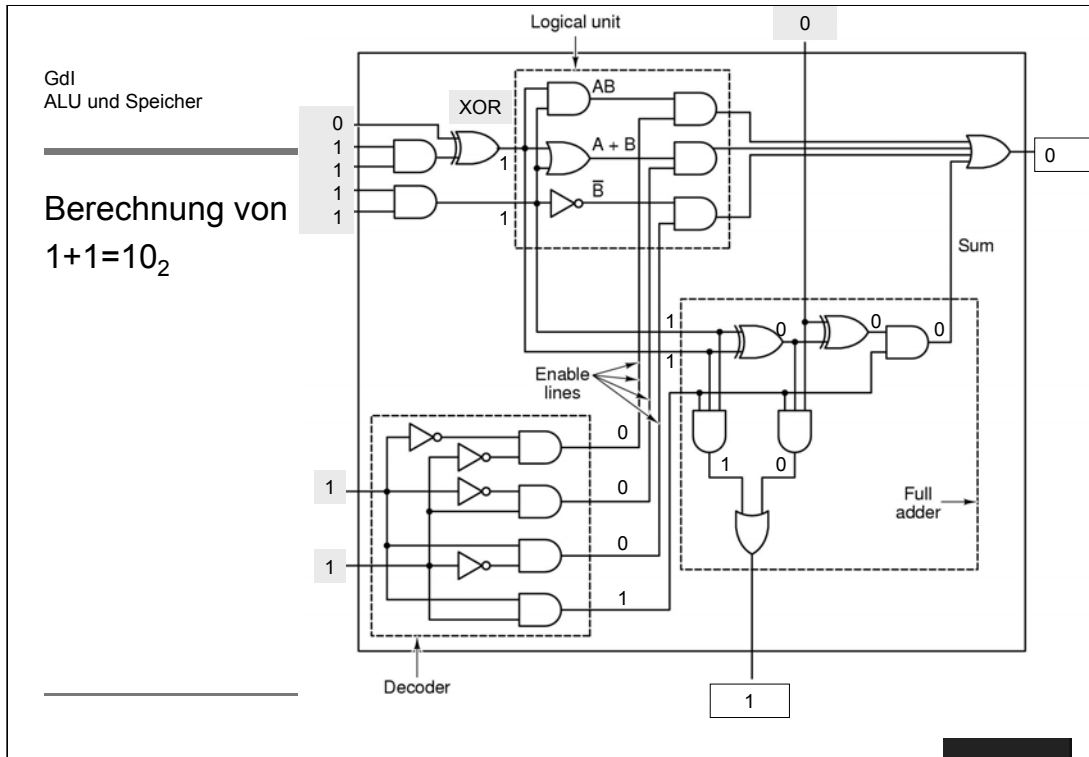 GdI
ALU und Speicher
Berechnung von
1+1=10₂
Logical unit
0
XOR
AB
0
1
1
1
1
1
A + B
0
B̅
1
Sum
1
0
0
0
1
Enable
lines
0
1
0
1
0
Full
adder
0
1
1
Decoder
1